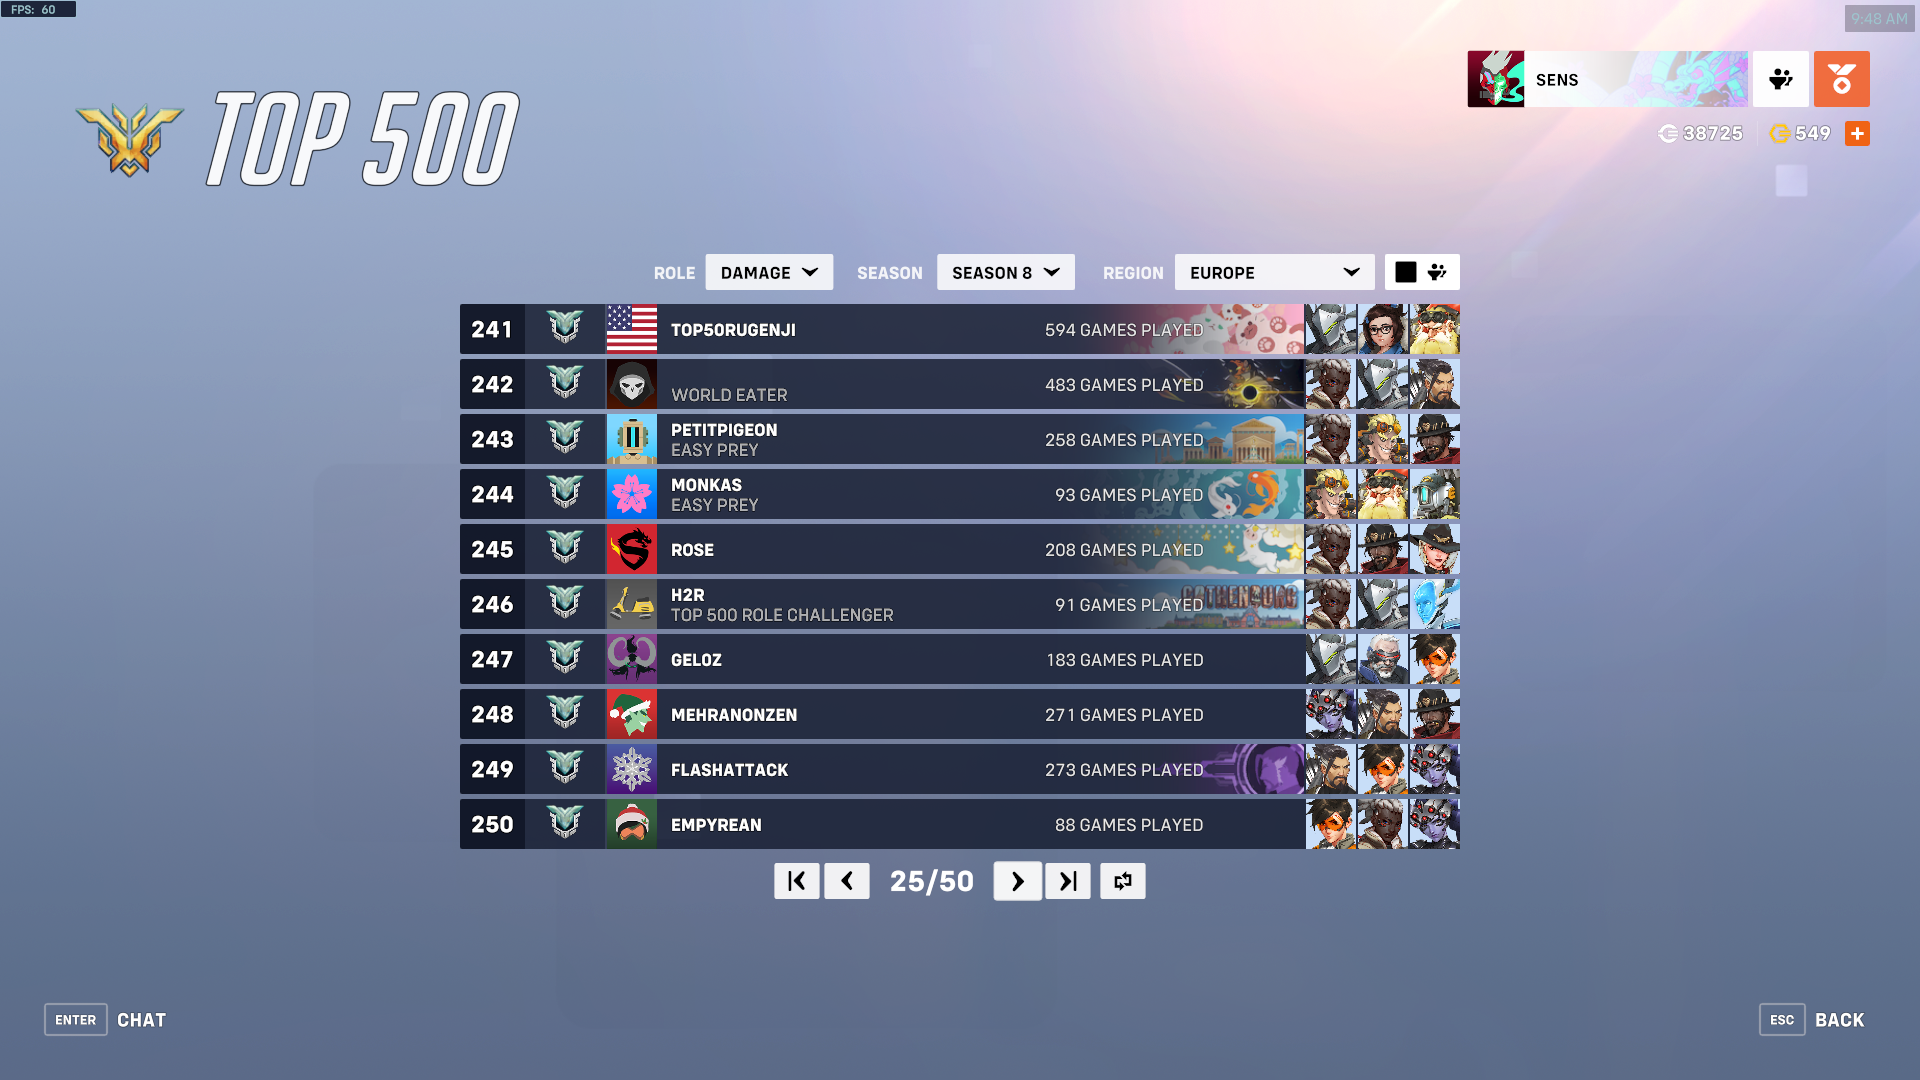 FPS: 60
9:48 AM
TOP 500
SENS
38725
549
ROLE DAMAGE SEASON SEASON 8 REGION EUROPE
241 TOP50RUGENJI 594 GAMES PLAYED
242 WORLD EATER 483 GAMES PLAYED
243 PETITPIGEON 258 GAMES PLAYED
EASY PREY
244 MONKAS 93 GAMES PLAYED
EASY PREY
245 ROSE 208 GAMES PLAYED
246 H2R 91 GAMES PLAYED GOTHENBURG
TOP 500 ROLE CHALLENGER
247 GELOZ 183 GAMES PLAYED
248 MEHRANONZEN 271 GAMES PLAYED
249 FLASHATTACK 273 GAMES PLAYED
250 EMPYREAN 88 GAMES PLAYED
25/50
ENTER CHAT
ESC BACK